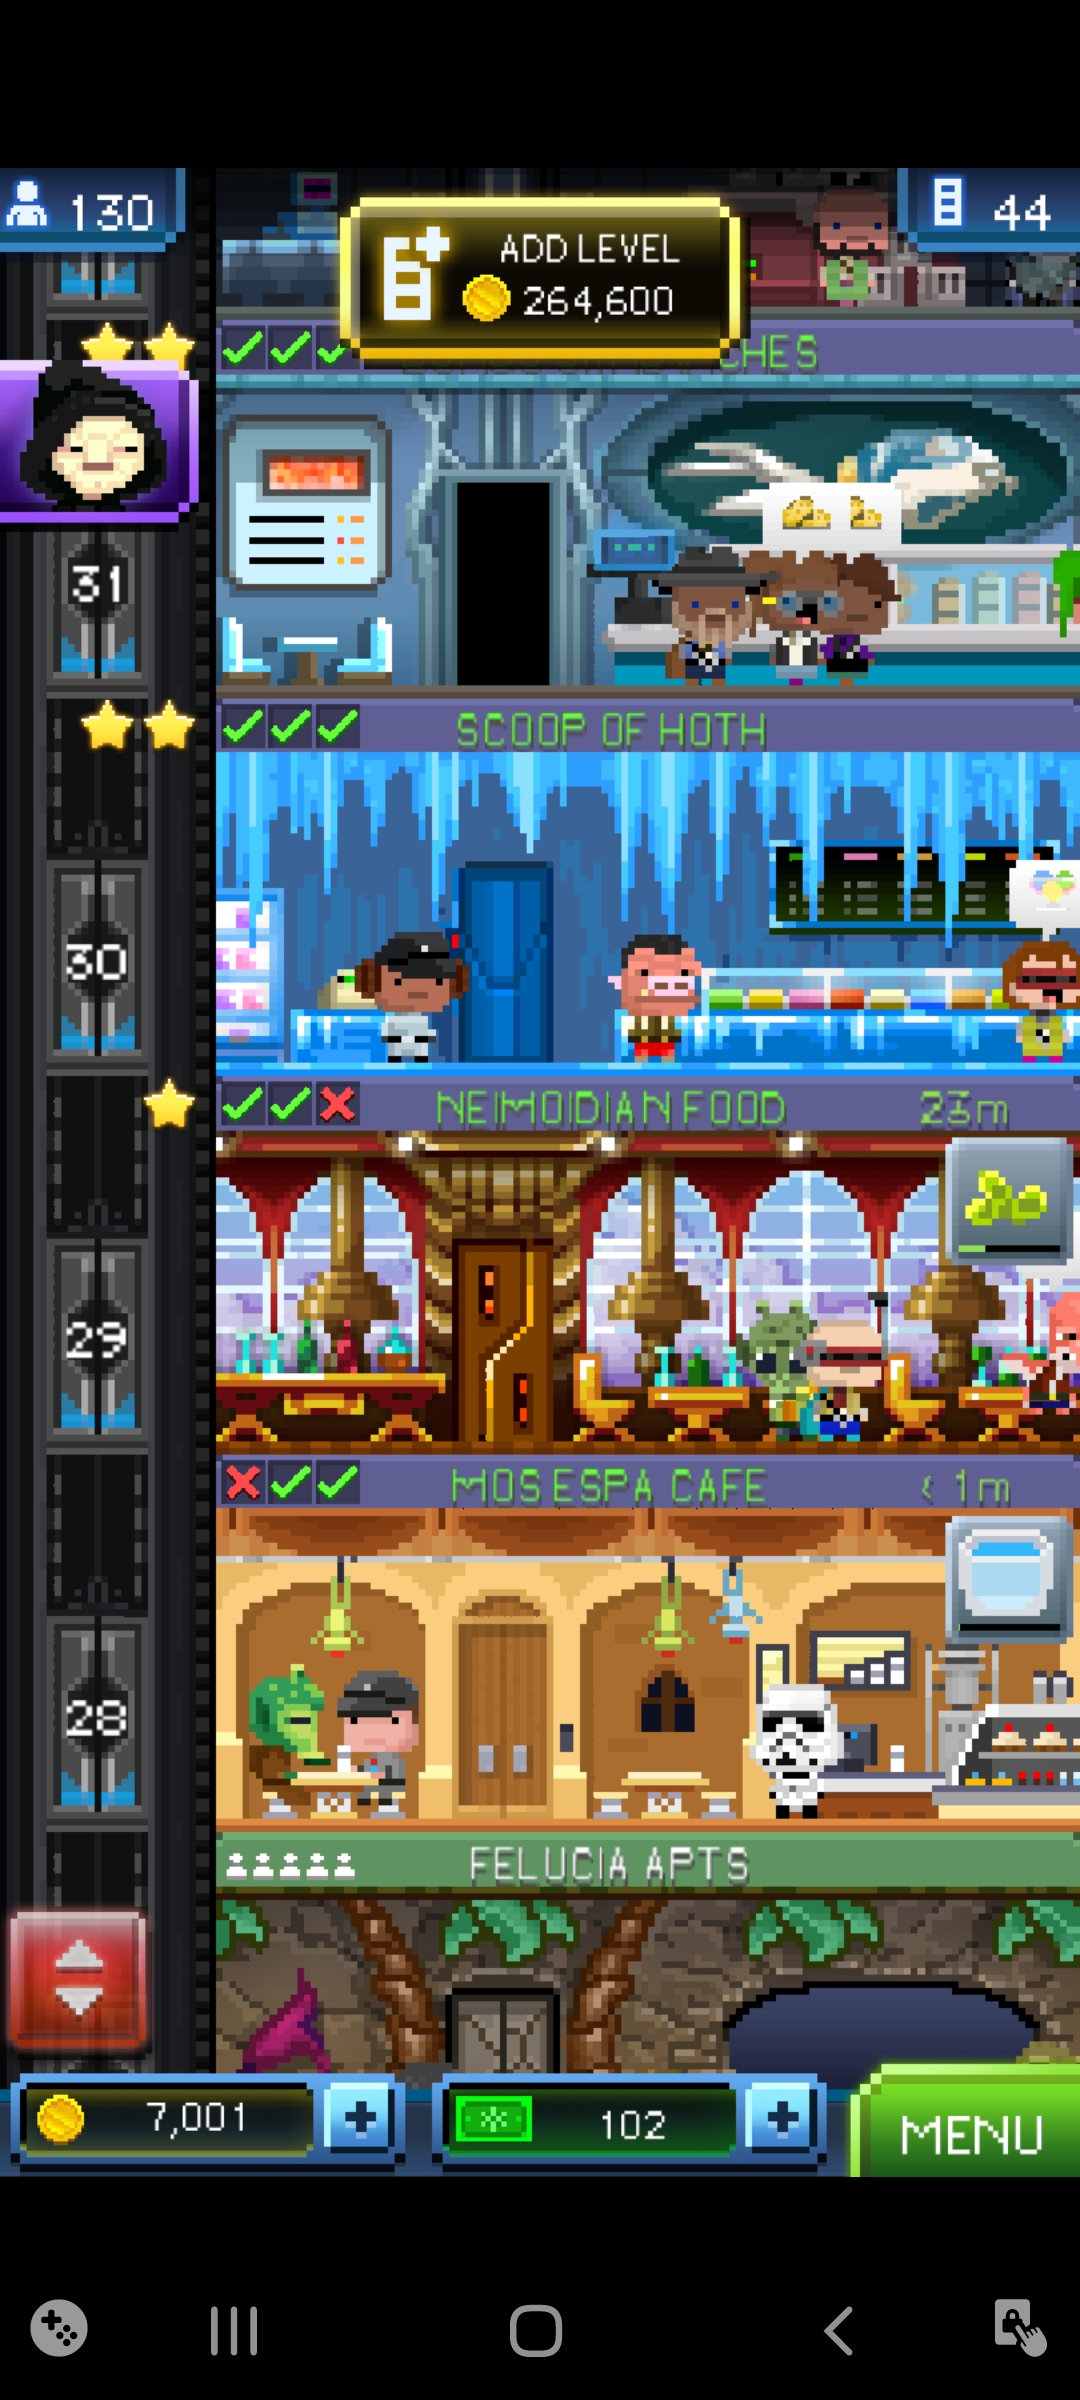 130
44
ADD LEVEL
264,600
CHES
31
SCOOP OF HOTH
30
NEIMOIDIAN FOOD
23m
29
MOS ESPA CAFE
< 1m
28
FELUCIA APTS
7,001
102
MENU